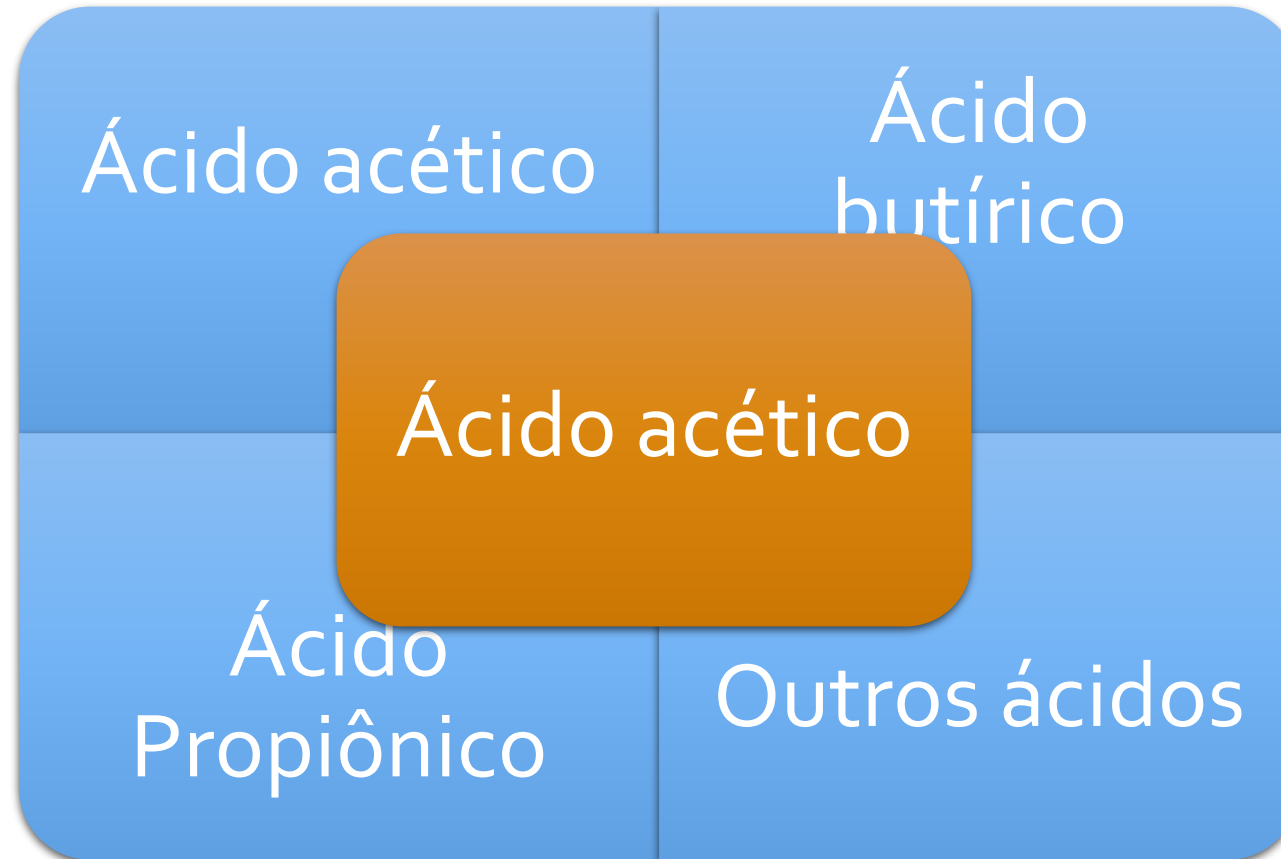 Ácido acético
Ácido
butírico
Ácido acético
Ácido
Propiônico
Outros ácidos